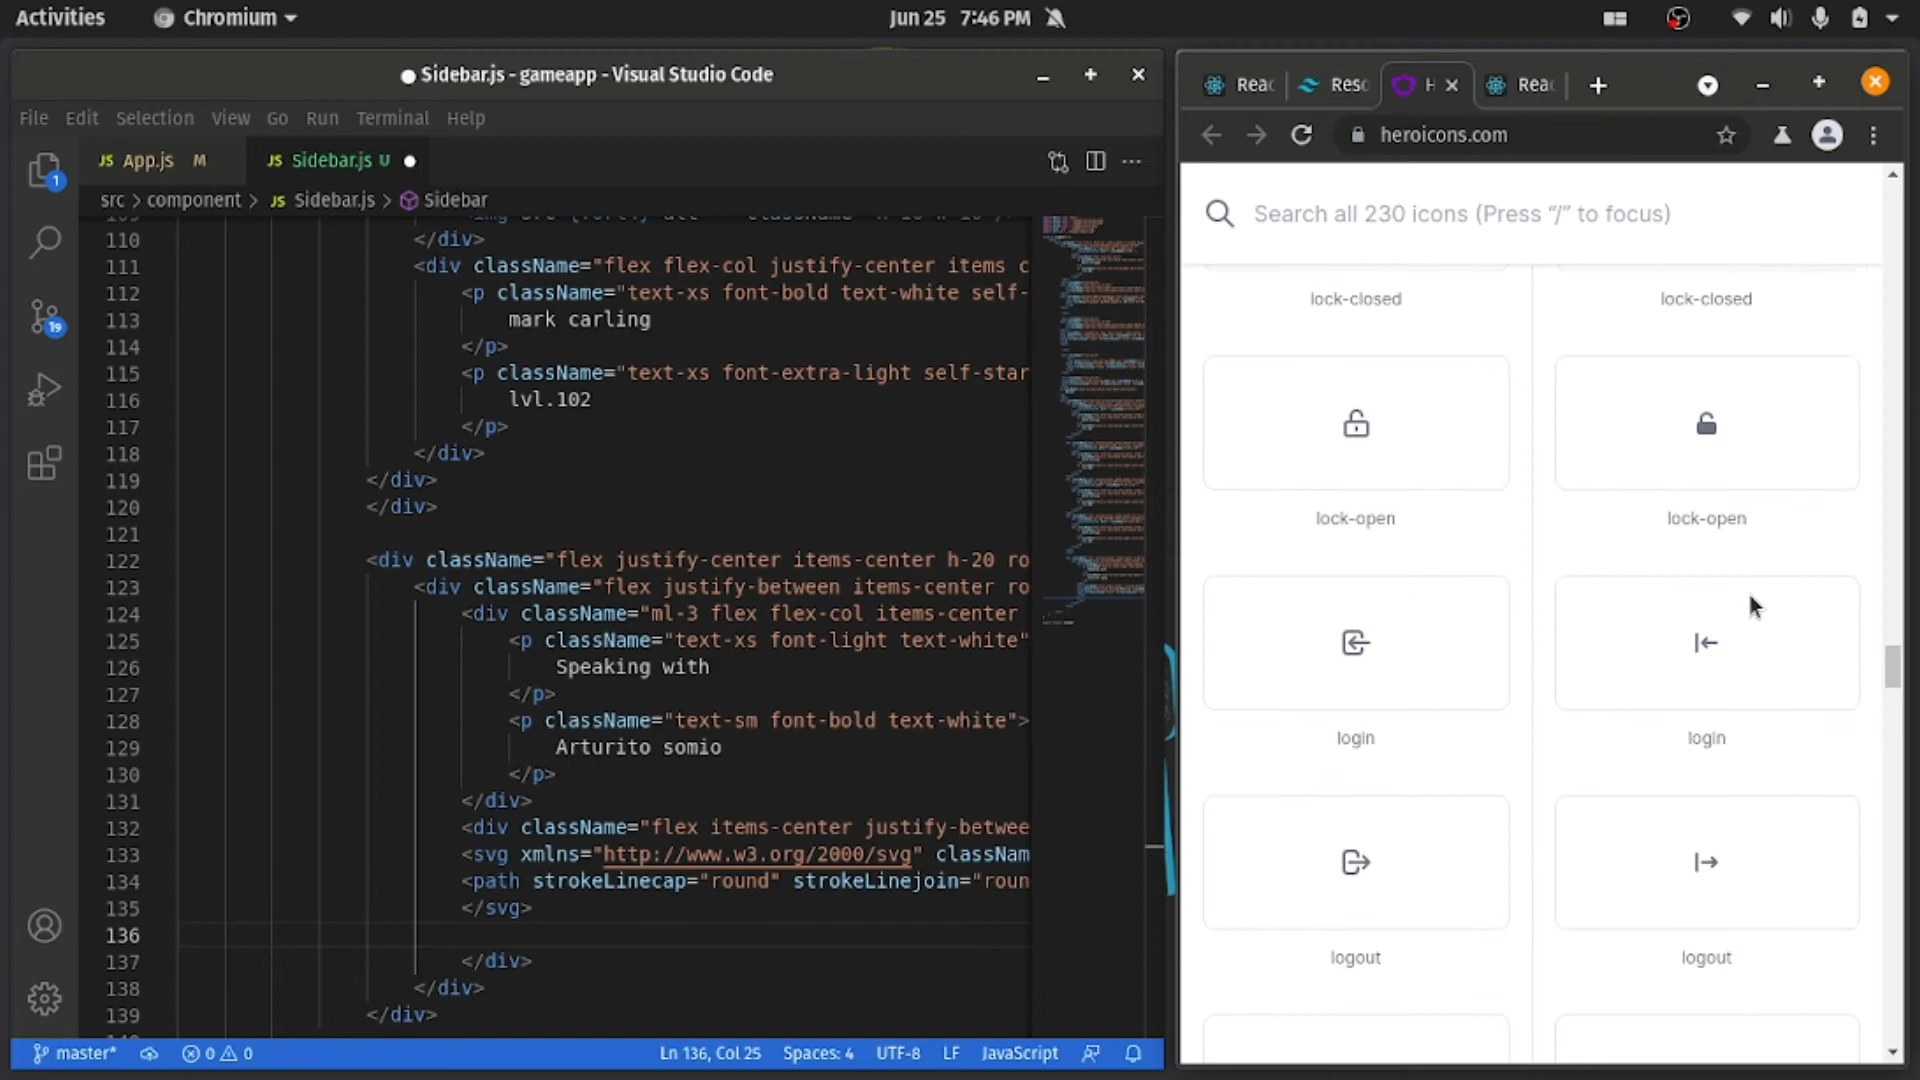 Activities
Chromium
Jun 25 7:46 PM
Sidebar.js - gameapp - Visual Studio Code
File Edit Selection View Go Run Terminal Help
JS App.js M
JS Sidebar.js U
src > component > JS Sidebar.js > Sidebar
110 </div>
111 <div className="flex flex-col justify-center items c
112 <p className="text-xs font-bold text-white self-
113 mark carling
114 </p>
115 <p className="text-xs font-extra-light self-star
116 lvl.102
117 </p>
118 </div>
119 </div>
120 </div>
121
122 <div className="flex justify-center items-center h-20 ro
123 <div className="flex justify-between items-center ro
124 <div className="ml-3 flex flex-col items-center
125 <p className="text-xs font-light text-white"
126 Speaking with
127 </p>
128 <p className="text-sm font-bold text-white">
129 Arturito somio
130 </p>
131 </div>
132 <div className="flex items-center justify-betwee
133 <svg xmlns="http://www.w3.org/2000/svg" classNam
134 <path strokeLinecap="round" strokeLinejoin="roun
135 </svg>
136
137 </div>
138 </div>
139 </div>
1
19
master* 0 0 Ln 136, Col 25 Spaces: 4 UTF-8 LF JavaScript
Reac
Reso
H
Reac
heroicons.com
Search all 230 icons (Press “/” to focus)
lock-closed lock-closed
lock-open lock-open
login login
logout logout